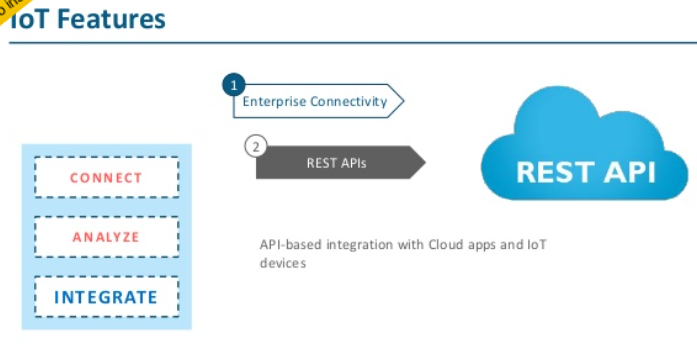 IoT Features
1
Enterprise Connectivity
2
REST APIs
REST API
CONNECT
ANALYZE
INTEGRATE
API-based integration with Cloud apps and IoT
devices